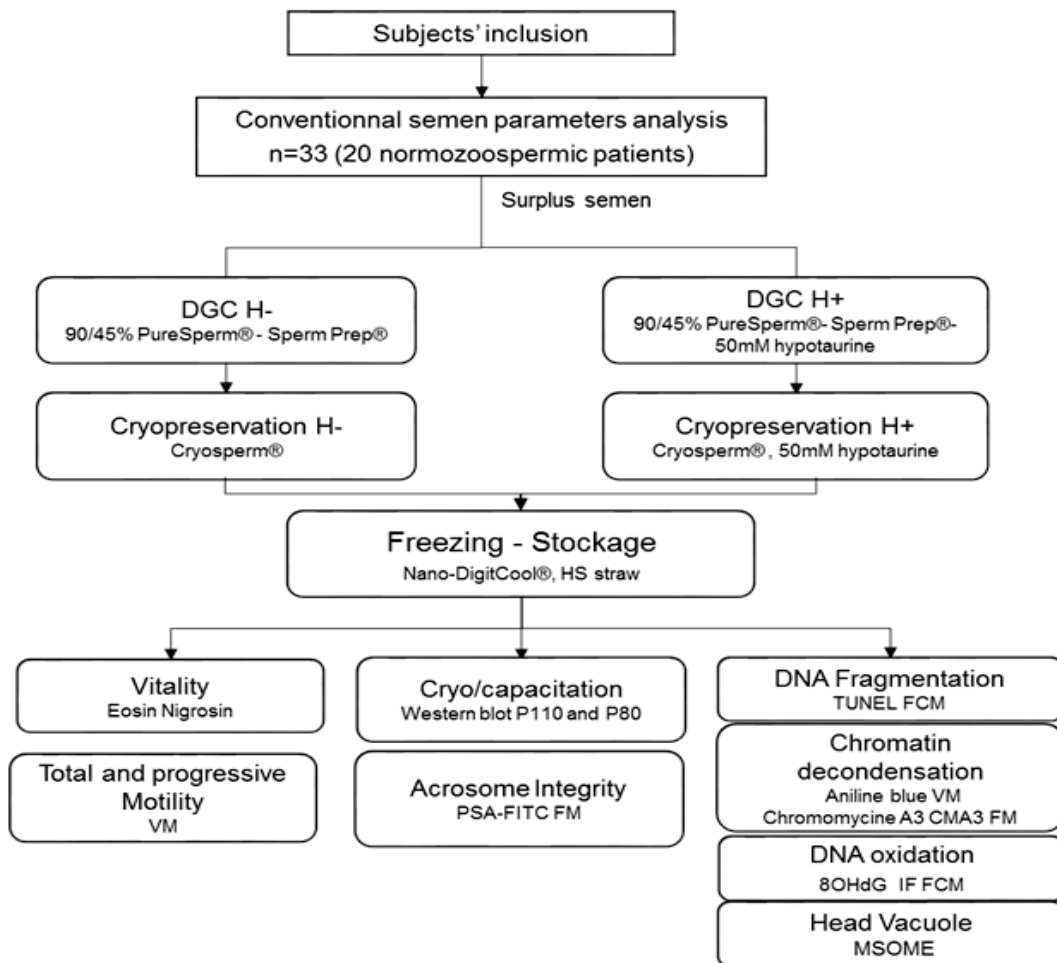 Subjects' inclusion
Conventionnal semen parameters analysis
n=33 (20 normozoospermic patients)
Surplus semen
DGC H-
90/45% PureSperm® - Sperm Prep®
DGC H+
90/45% PureSperm®- Sperm Prep®-
50mM hypotaurine
Cryopreservation H-
Cryosperm®
Cryopreservation H+
Cryosperm® , 50mM hypotaurine
Freezing - Stockage
Nano-DigitCool®, HS straw
Vitality
Eosin Nigrosin
Total and progressive
Motility
VM
Cryo/capacitation
Western blot P110 and P80
Acrosome Integrity
PSA-FITC FM
DNA Fragmentation
TUNEL FCM
Chromatin
decondensation
Aniline blue VM
Chromomycine A3 CMA3 FM
DNA oxidation
8OHdG IF FCM
Head Vacuole
MSOME